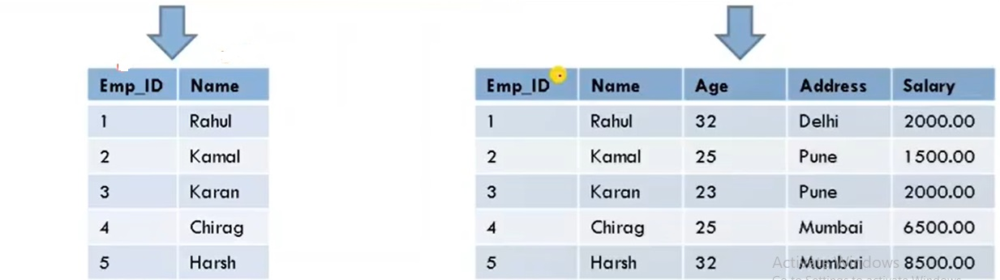 Emp_ID Name
1 Rahul
2 Kamal
3 Karan
4 Chirag
5 Harsh
Emp_ID Name Age Address Salary
1 Rahul 32 Delhi 2000.00
2 Kamal 25 Pune 1500.00
3 Karan 23 Pune 2000.00
4 Chirag 25 Mumbai 6500.00
5 Harsh 32 Mumbai 8500.00
Activate Windows
Go to Settings to activate Windows.